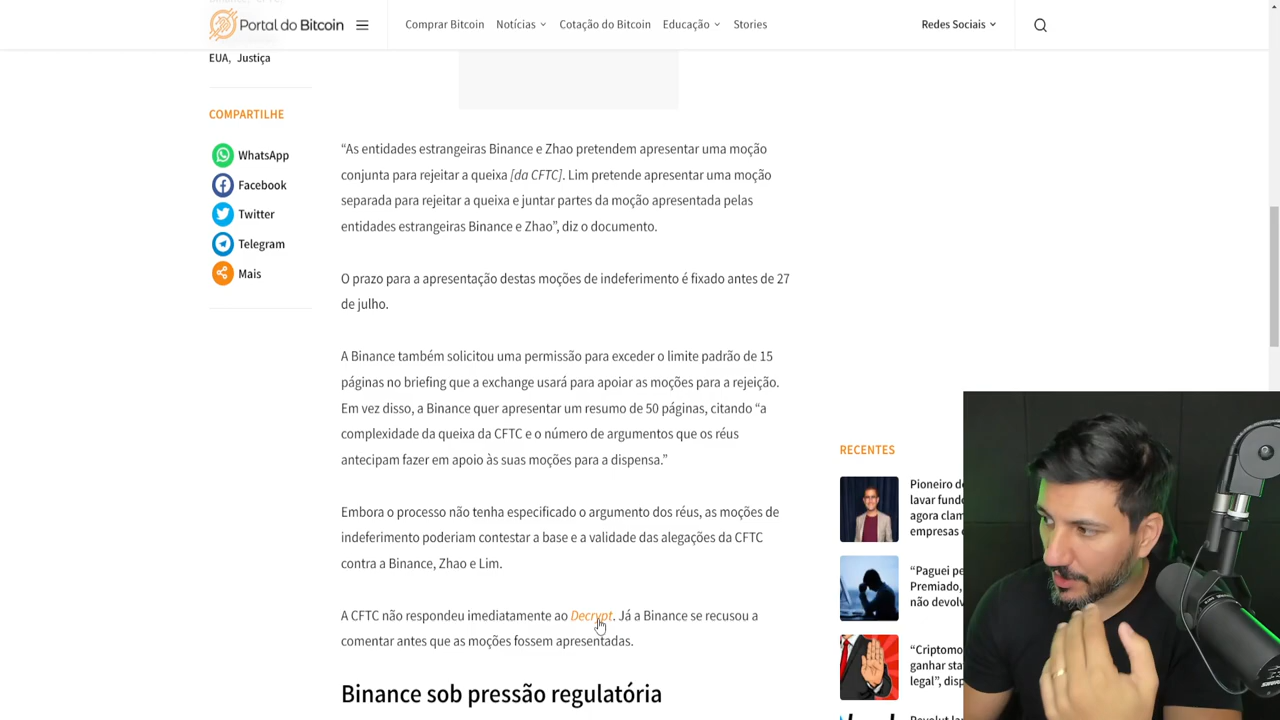 Portal do Bitcoin
Comprar Bitcoin
Notícias
Cotação do Bitcoin
Educação
Stories
Redes Sociais
EUA, Justiça
COMPARTILHE
WhatsApp
Facebook
Twitter
Telegram
Mais
“As entidades estrangeiras Binance e Zhao pretendem apresentar uma moção
conjunta para rejeitar a queixa [da CFTC]. Lim pretende apresentar uma moção
separada para rejeitar a queixa e juntar partes da moção apresentada pelas
entidades estrangeiras Binance e Zhao”, diz o documento.
O prazo para a apresentação destas moções de indeferimento é fixado antes de 27
de julho.
A Binance também solicitou uma permissão para exceder o limite padrão de 15
páginas no briefing que a exchange usará para apoiar as moções para a rejeição.
Em vez disso, a Binance quer apresentar um resumo de 50 páginas, citando “a
complexidade da queixa da CFTC e o número de argumentos que os réus
antecipam fazer em apoio às suas moções para a dispensa.”
Embora o processo não tenha especificado o argumento dos réus, as moções de
indeferimento poderiam contestar a base e a validade das alegações da CFTC
contra a Binance, Zhao e Lim.
A CFTC não respondeu imediatamente ao Decrypt. Já a Binance se recusou a
comentar antes que as moções fossem apresentadas.
Binance sob pressão regulatória
RECENTES
Pioneiro de
lavar fund
agora clam
empresas
“Paguei pe
Premiado,
não devolv
“Criptomo
ganhar sta
legal”, disp